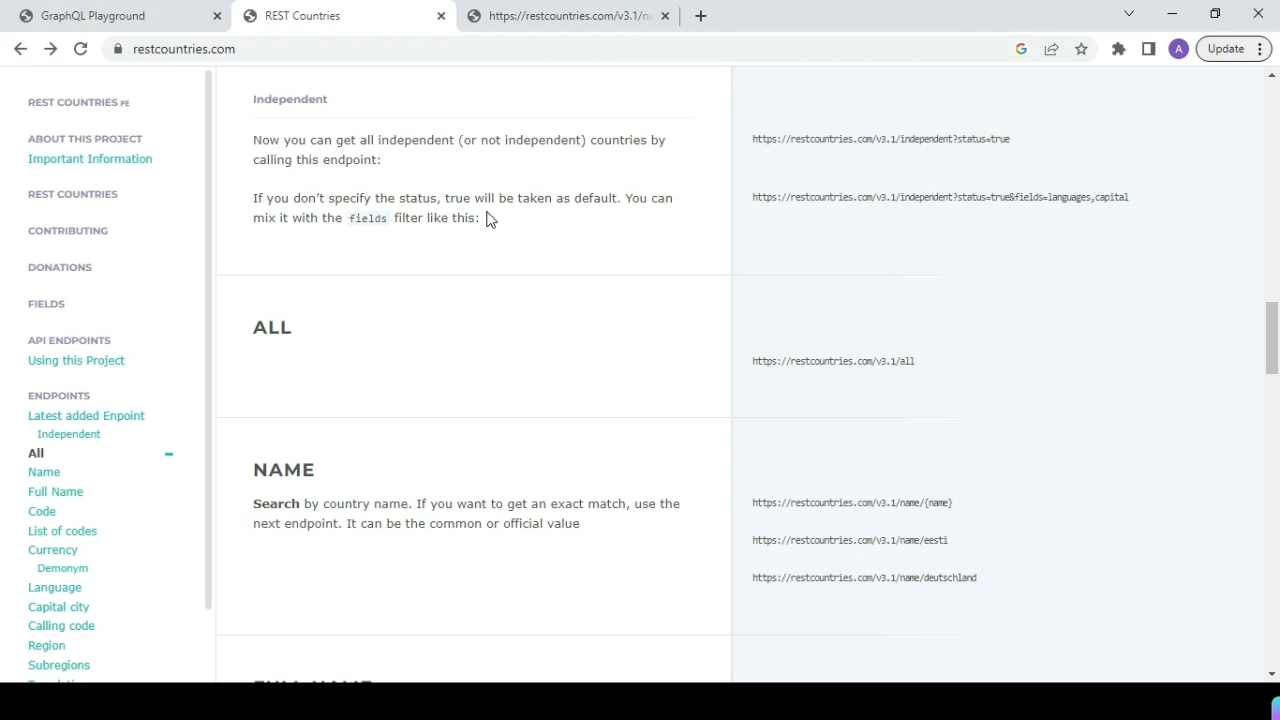 GraphQL Playground
REST Countries
https://restcountries.com/v3.1/na
restcountries.com
A
Update
REST COUNTRIES PE
ABOUT THIS PROJECT
Important Information
REST COUNTRIES
CONTRIBUTING
DONATIONS
FIELDS
API ENDPOINTS
Using this Project
ENDPOINTS
Latest added Enpoint
Independent
All
Name
Full Name
Code
List of codes
Currency
Demonym
Language
Capital city
Calling code
Region
Subregions
Independent
Now you can get all independent (or not independent) countries by
calling this endpoint:
If you don’t specify the status, true will be taken as default. You can
mix it with the fields filter like this:
ALL
NAME
Search by country name. If you want to get an exact match, use the
next endpoint. It can be the common or official value
https://restcountries.com/v3.1/independent?status=true
https://restcountries.com/v3.1/independent?status=true&fields=languages,capital
https://restcountries.com/v3.1/all
https://restcountries.com/v3.1/name/{name}
https://restcountries.com/v3.1/name/eesti
https://restcountries.com/v3.1/name/deutschland